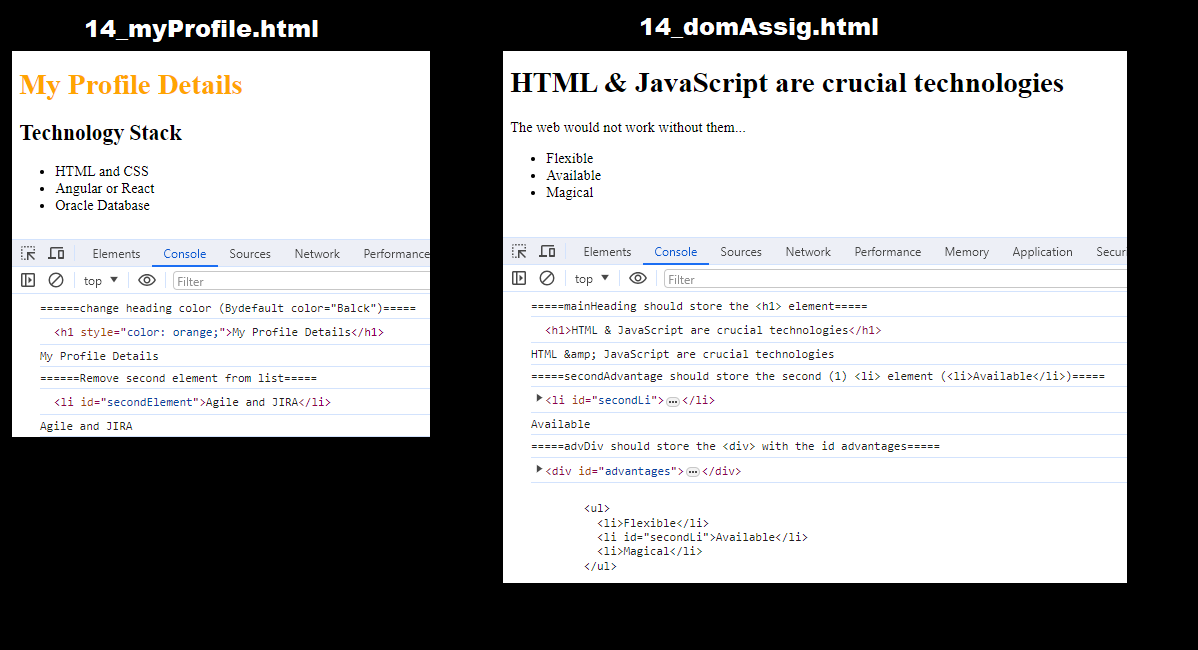 14_myProfile.html
My Profile Details
Technology Stack
HTML and CSS
Angular or React
Oracle Database
Elements Console Sources Network Performance
top Filter
======change heading color (Bydefault color="Balck")=====
<h1 style="color: orange;">My Profile Details</h1>
My Profile Details
======Remove second element from list=====
<li id="secondElement">Agile and JIRA</li>
Agile and JIRA
14_domAssig.html
HTML & JavaScript are crucial technologies
The web would not work without them...
Flexible
Available
Magical
Elements Console Sources Network Performance Memory Application Secur
top Filter
=====mainHeading should store the <h1> element=====
<h1>HTML & JavaScript are crucial technologies</h1>
HTML &amp; JavaScript are crucial technologies
=====secondAdvantage should store the second (1) <li> element (<li>Available</li>)=====
<li id="secondLi">…</li>
Available
=====advDiv should store the <div> with the id advantages=====
<div id="advantages">…</div>
<ul>
<li>Flexible</li>
<li id="secondLi">Available</li>
<li>Magical</li>
</ul>